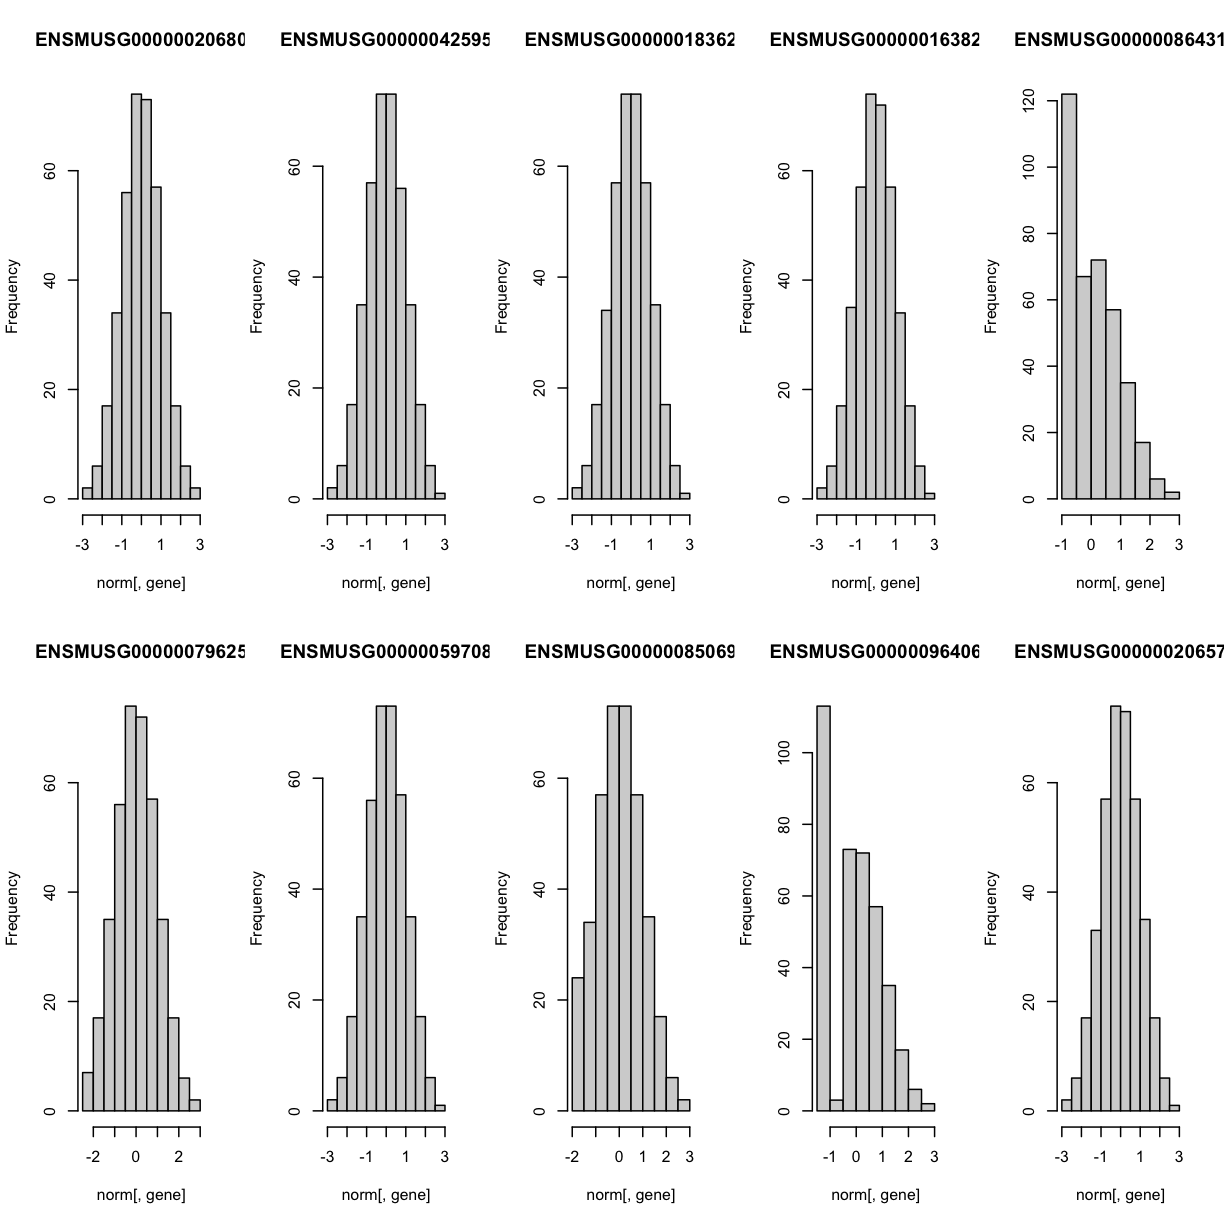 ENSMUSG00000020680 ENSMUSG00000042595 ENSMUSG00000018362 ENSMUSG00000016382 ENSMUSG00000086431
Frequency
0 20 40 60
-3 -1 1 3
norm[, gene]
Frequency
0 20 40 60
-3 -1 1 3
norm[, gene]
Frequency
0 20 40 60
-3 -1 1 3
norm[, gene]
Frequency
0 20 40 60
-3 -1 1 3
norm[, gene]
Frequency
0 20 40 60 80 100 120
-1 0 1 2 3
norm[, gene]
ENSMUSG00000079625 ENSMUSG00000059708 ENSMUSG00000085069 ENSMUSG00000096406 ENSMUSG00000020657
Frequency
0 20 40 60
-2 0 2
norm[, gene]
Frequency
0 20 40 60
-3 -1 1 3
norm[, gene]
Frequency
0 20 40 60
-2 0 1 2 3
norm[, gene]
Frequency
0 20 40 60 80 100
-1 0 1 2 3
norm[, gene]
Frequency
0 20 40 60
-3 -1 1 3
norm[, gene]